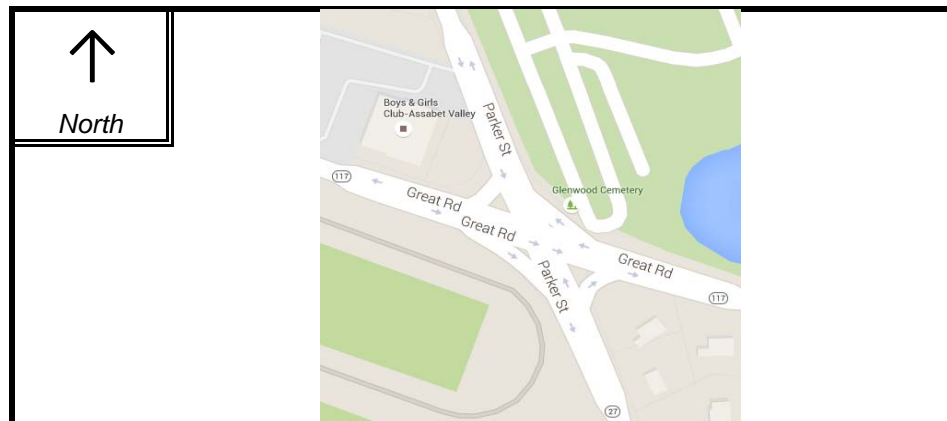 North
Boys & Girls
Club-Assabet Valley
Parker St
117
Great Rd
Glenwood Cemetery
Great Rd
Parker St
Great Rd
117
27